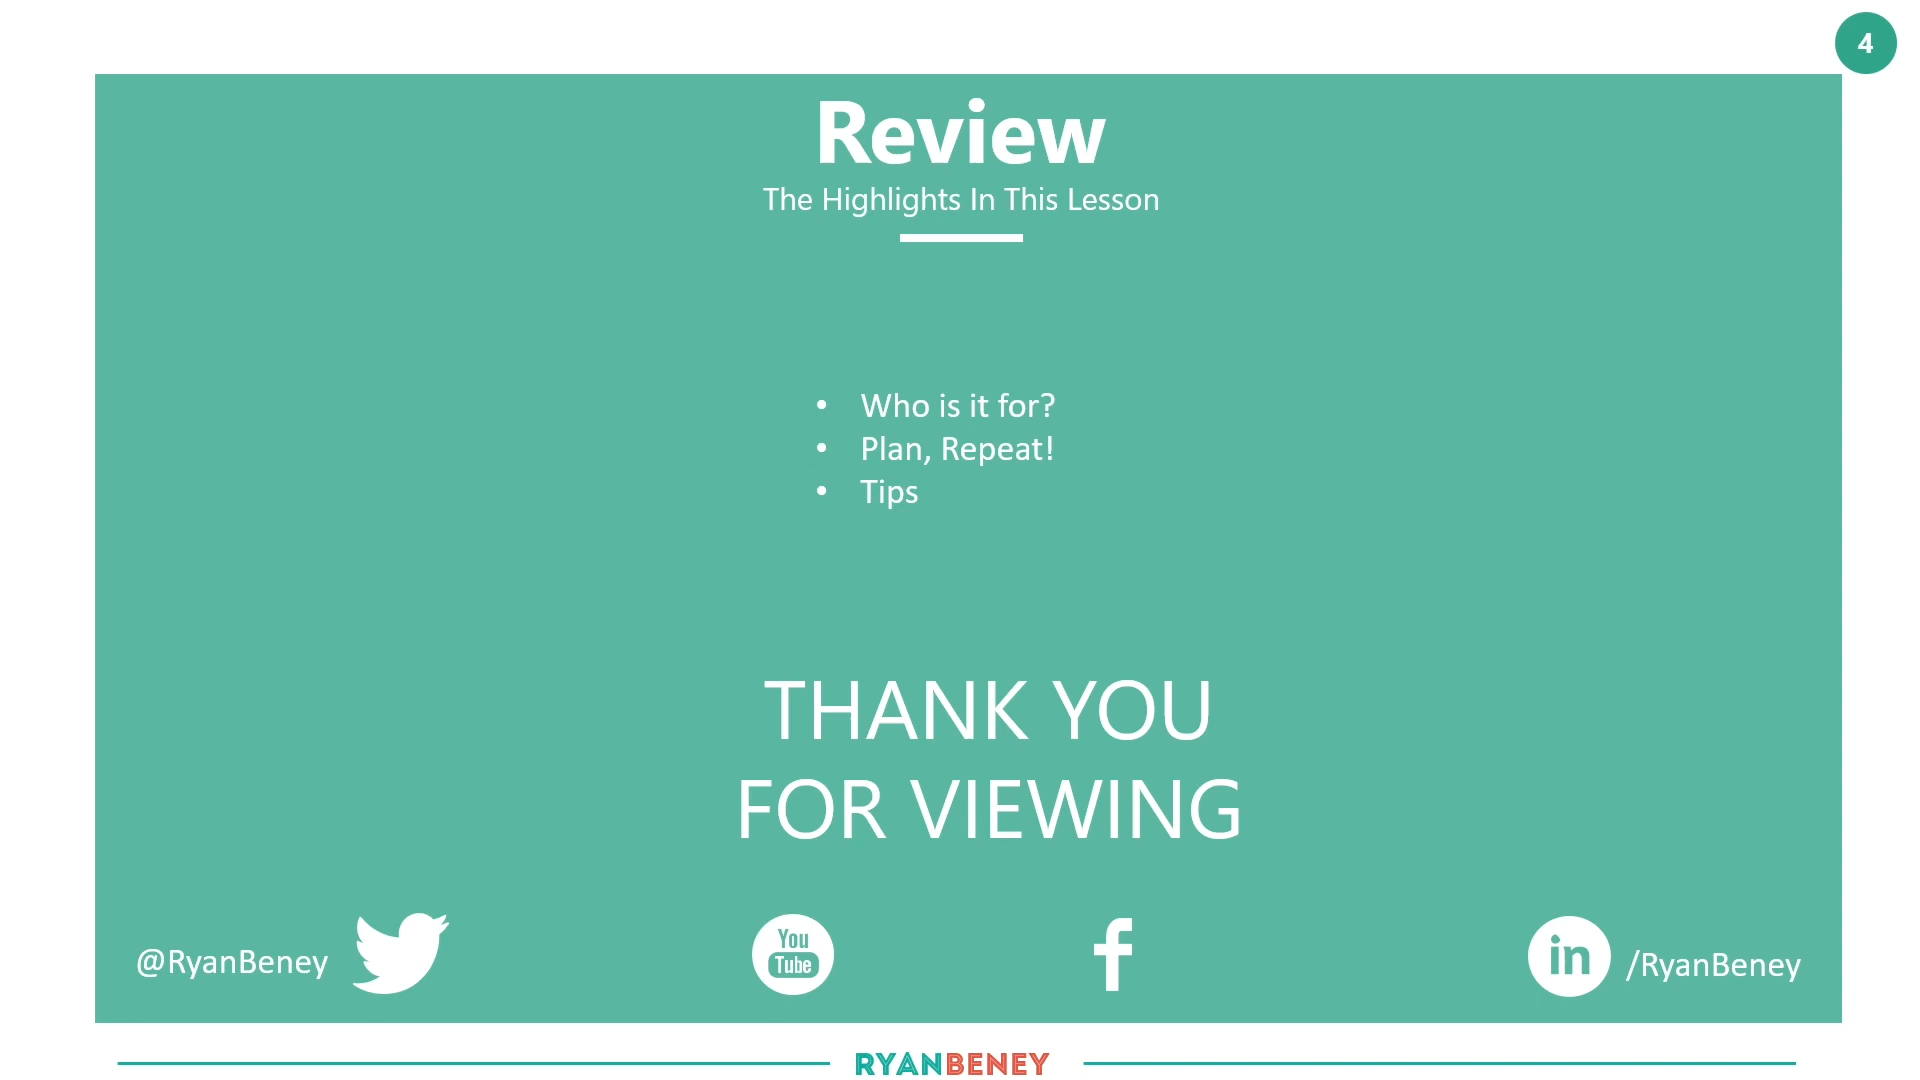 4
Review
The Highlights In This Lesson
• Who is it for?
• Plan, Repeat!
• Tips
THANK YOU
FOR VIEWING
@RyanBeney
You
Tube
f
in
/RyanBeney
RYANBENEY